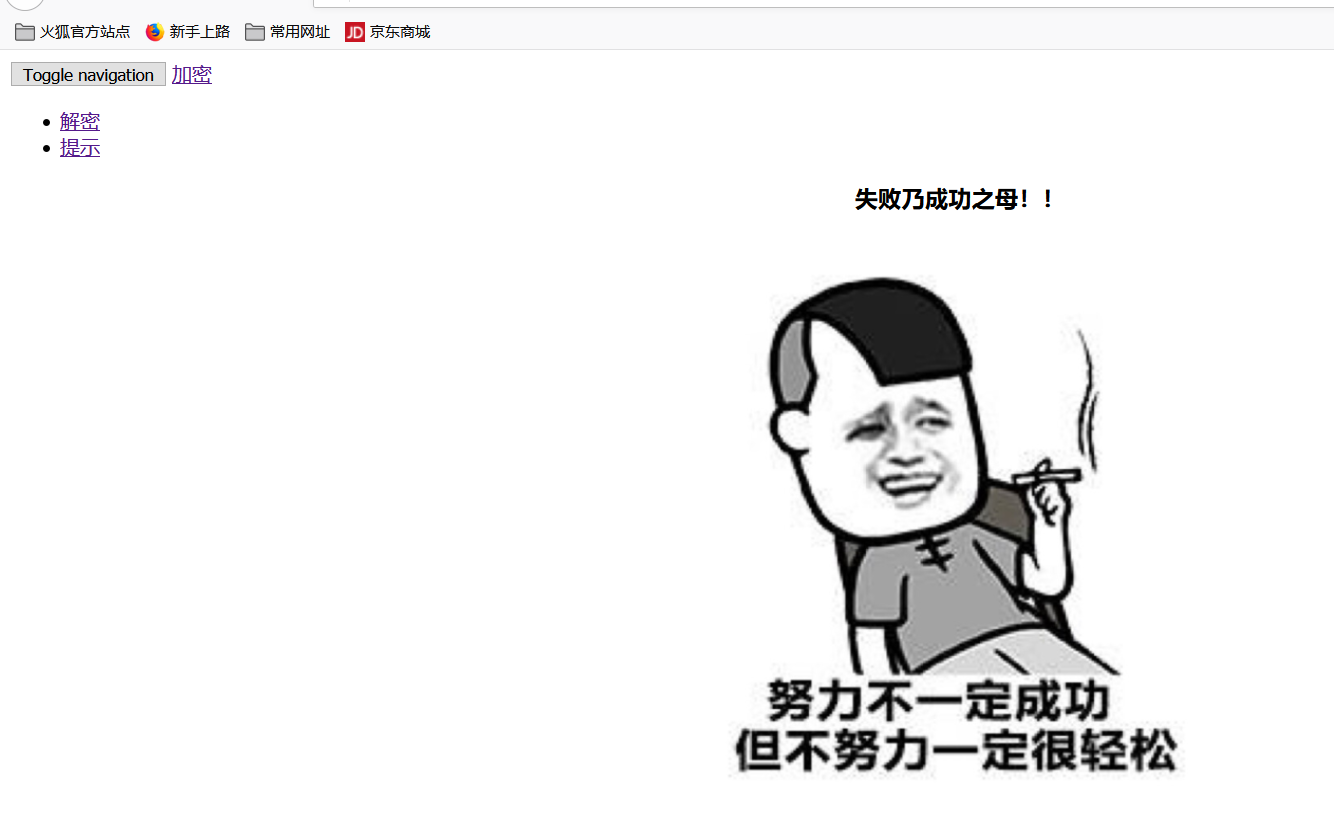 火狐官方站点 新手上路 常用网址 JD 京东商城
Toggle navigation 加密
解密
提示
失败乃成功之母！！
努力不一定成功
但不努力一定很轻松